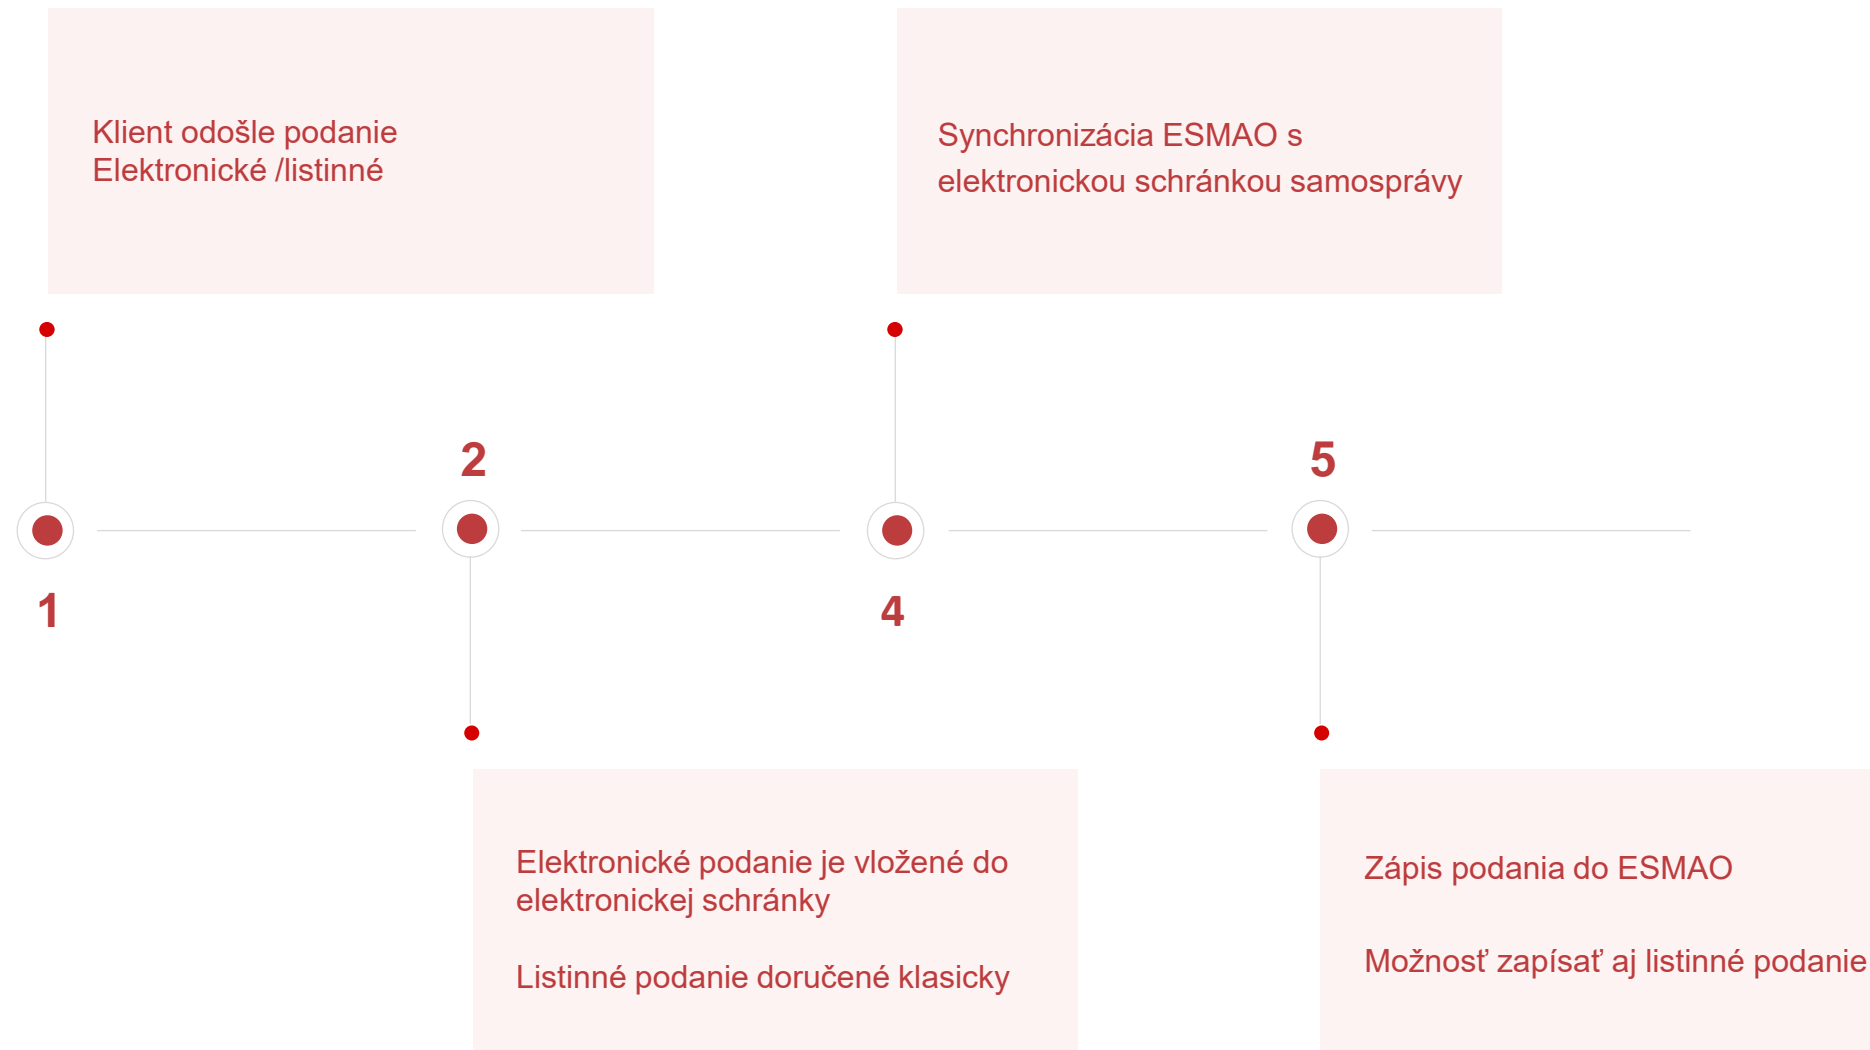 Klient odošle podanie
Elektronické /listinné
1
2
Elektronické podanie je vložené do
elektronickej schránky
Listinné podanie doručené klasicky
Synchronizácia ESMAO s
elektronickou schránkou samosprávy
4
5
Zápis podania do ESMAO
Možnosť zapísať aj listinné podanie